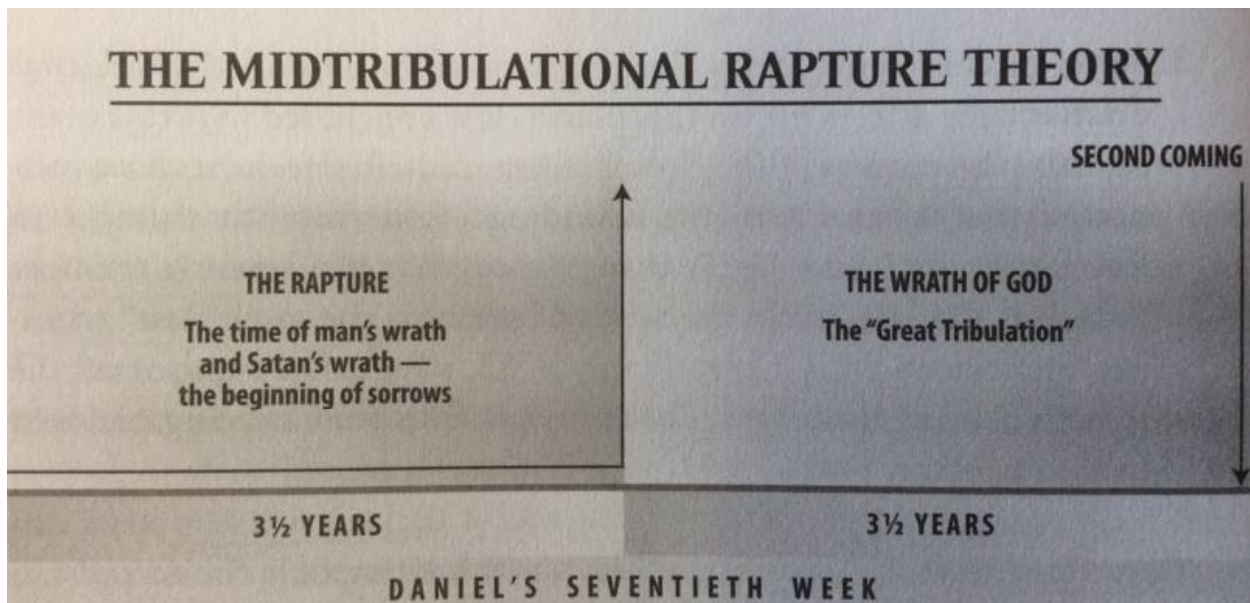 THE MIDTRIBULATIONAL RAPTURE THEORY
SECOND COMING
THE RAPTURE
The time of man's wrath
and Satan's wrath —
the beginning of sorrows
THE WRATH OF GOD
The "Great Tribulation"
3½ YEARS
3½ YEARS
DANIEL'S SEVENTIETH WEEK